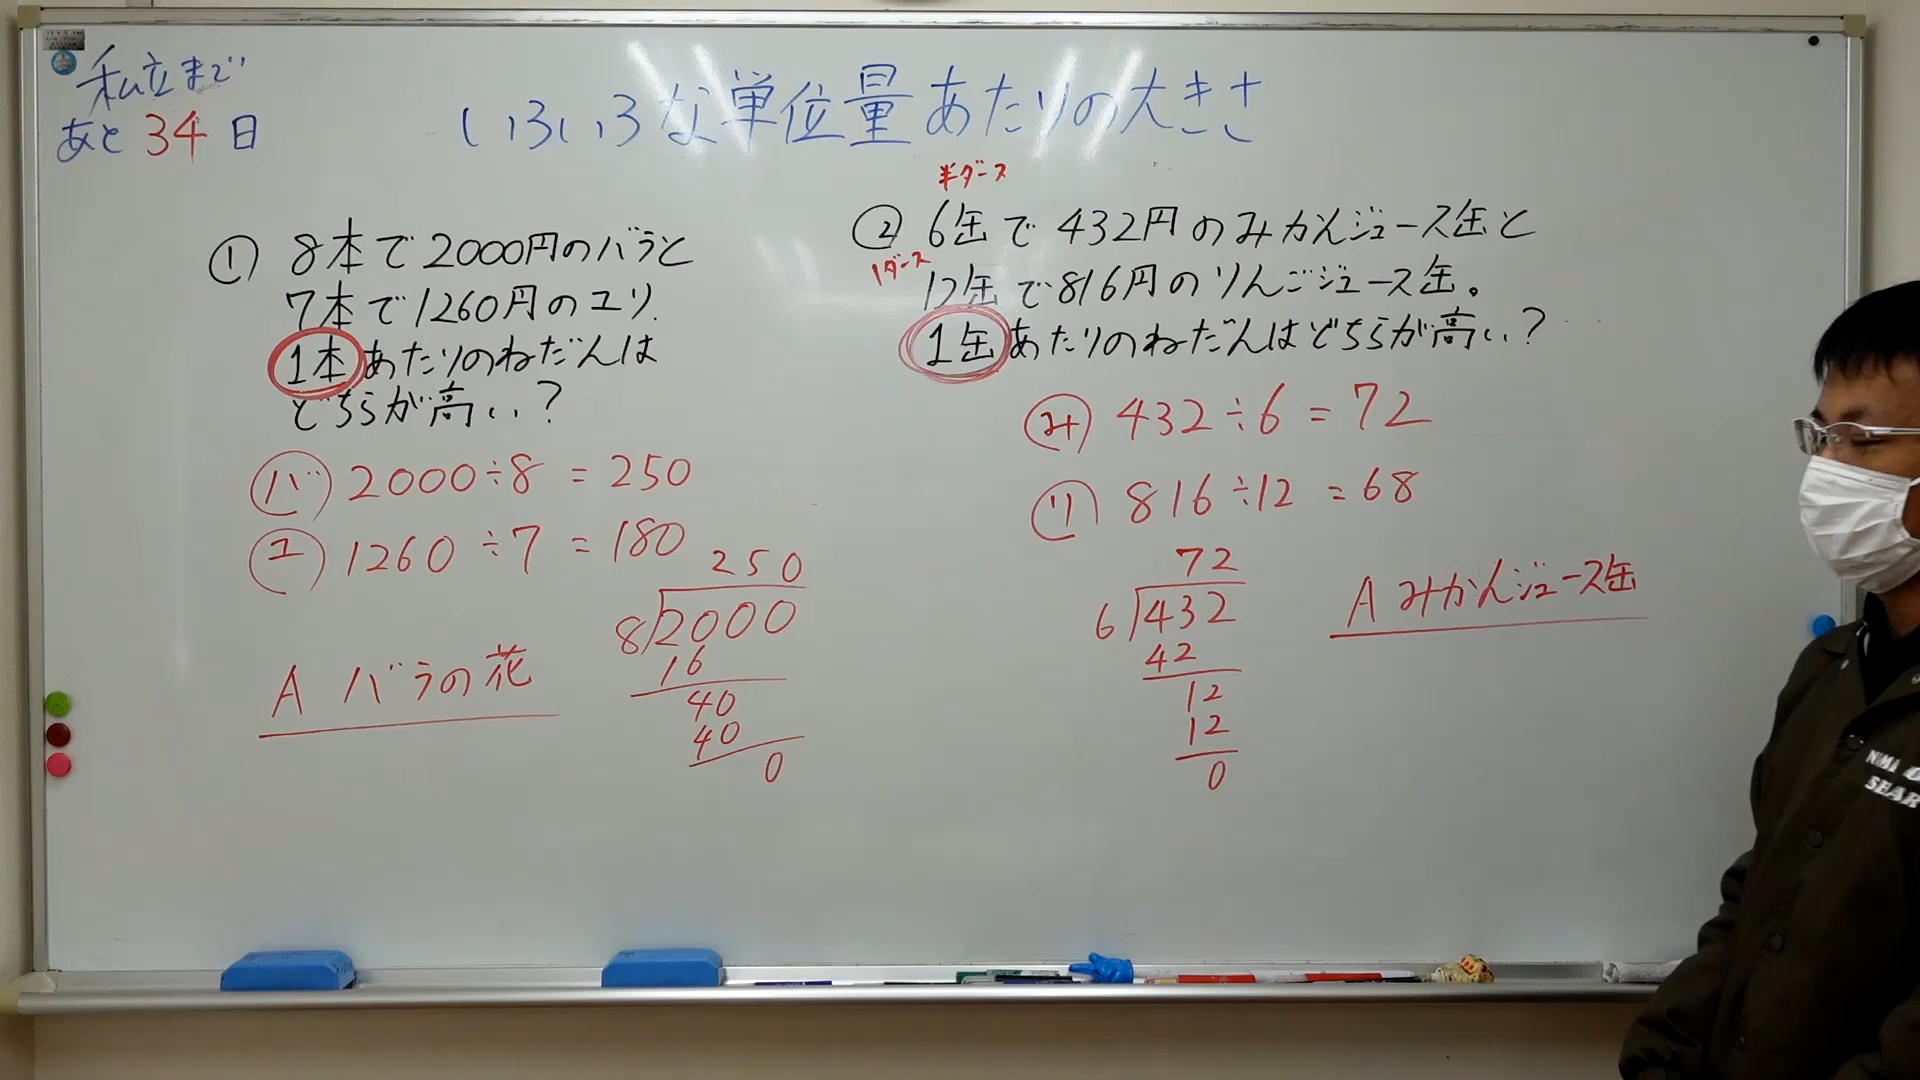 私立まで
あと34日
いろいろな単位量あたりの大きさ
① 8本で2000円のバラと
7本で1260円のユリ.
1本あたりのねだんは
どちらが高い?
バ 2000÷8=250
ユ 1260÷7=180
250
8)2000
16
40
40
0
A バラの花
半ダース
② 6缶で432円のみかんジュース缶と
1ダース
12缶で816円のりんごジュース缶。
1缶あたりのねだんはどちらが高い?
み 432÷6=72
リ 816÷12=68
72
6)432
42
12
12
0
A みかんジュース缶